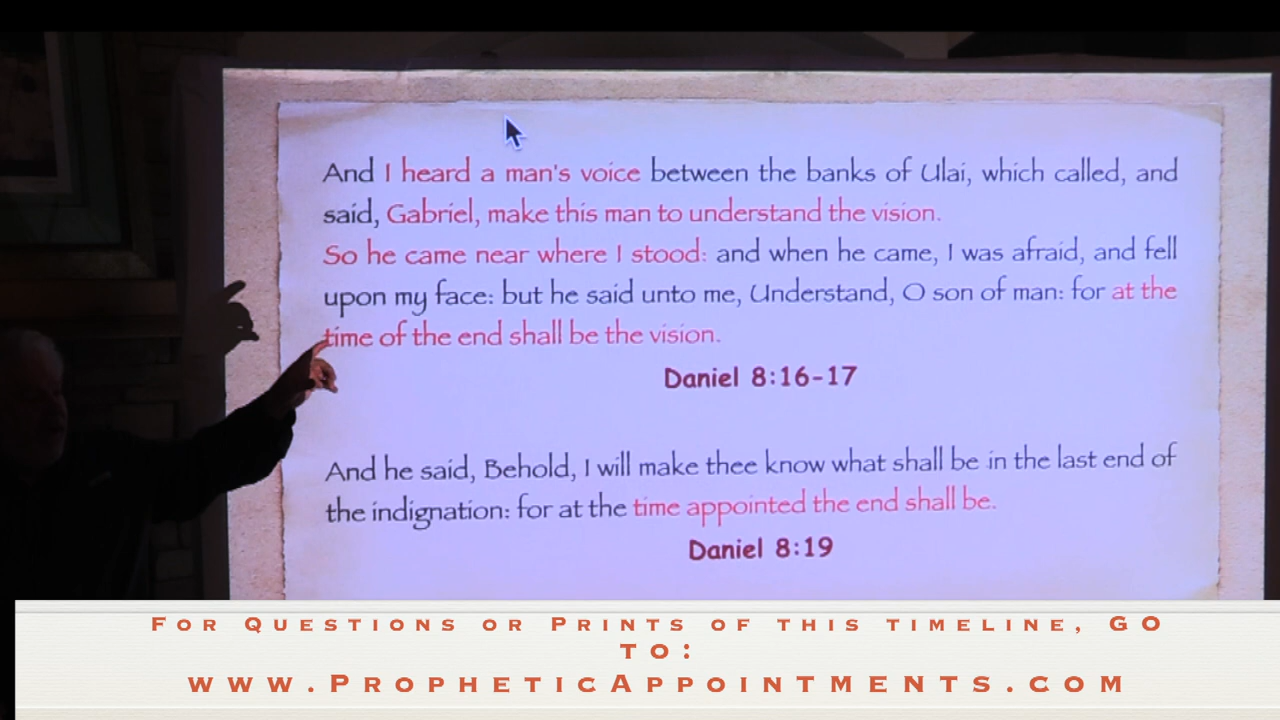 And I heard a man's voice between the banks of Ulai, which called, and
said, Gabriel, make this man to understand the vision.
So he came near where I stood: and when he came, I was afraid, and fell
upon my face: but he said unto me, Understand, O son of man: for at the
time of the end shall be the vision.
Daniel 8:16-17
And he said, Behold, I will make thee know what shall be in the last end of
the indignation: for at the time appointed the end shall be.
Daniel 8:19
For Questions or Prints of this timeline, GO
TO:
www.PropheticAppointments.com